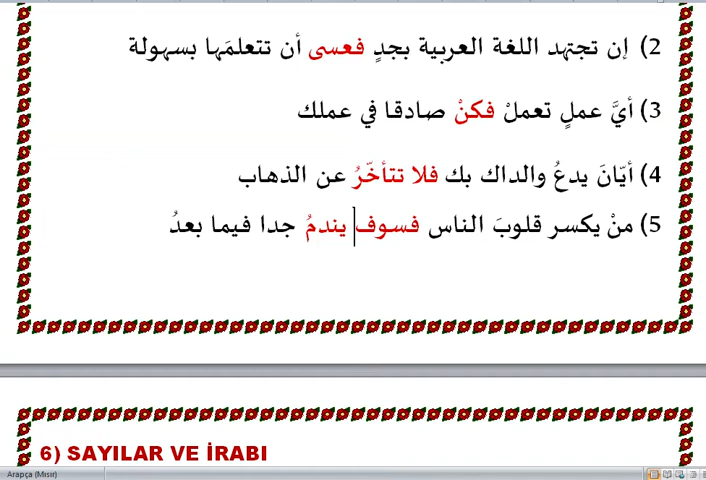 2) إن تجتهد اللغة العربية بجدٍ فعسى أن تتعلمَها بسهولة
3) أيَّ عملٍ تعملْ فكنْ صادقا في عملك
4) أيّانَ يدعُ والداك بك فلا تتأخّرُ عن الذهاب
5) منْ يكسر قلوبَ الناس فسوف يندمُ جدا فيما بعدُ
6) SAYILAR VE İRABI
Arapça (Mısır)